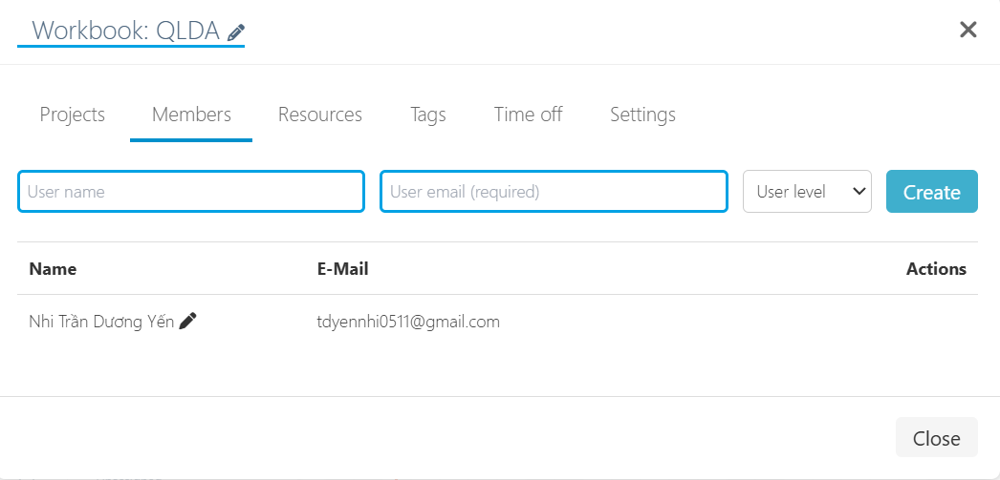 Workbook: QLDA
Projects Members Resources Tags Time off Settings
User name User email (required) User level Create
Name E-Mail Actions
Nhi Trần Dương Yến tdyennhi0511@gmail.com
Close